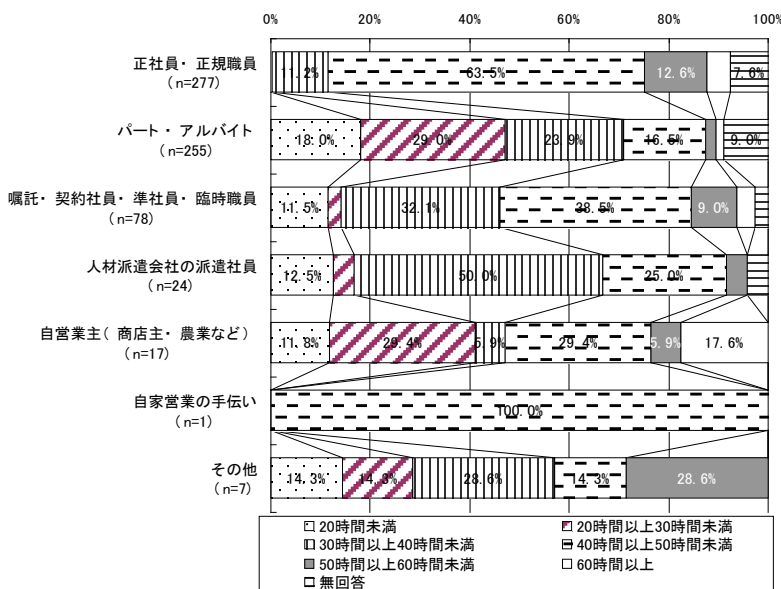 0% 20% 40% 60% 80% 100%
正社員・正規職員
(n=277)
11.2% 63.5% 12.6% 7.6%
パート・アルバイト
(n=255)
18.0% 29.0% 23.9% 16.5% 9.0%
嘱託・契約社員・準社員・臨時職員
(n=78)
11.5% 32.1% 38.5% 9.0%
人材派遣会社の派遣社員
(n=24)
12.5% 50.0% 25.0%
自営業主(商店主・農業など)
(n=17)
11.8% 29.4% 5.9% 29.4% 5.9% 17.6%
自家営業の手伝い
(n=1)
100.0%
その他
(n=7)
14.3% 14.3% 28.6% 14.3% 28.6%
20時間未満 20時間以上30時間未満
30時間以上40時間未満 40時間以上50時間未満
50時間以上60時間未満 60時間以上
無回答